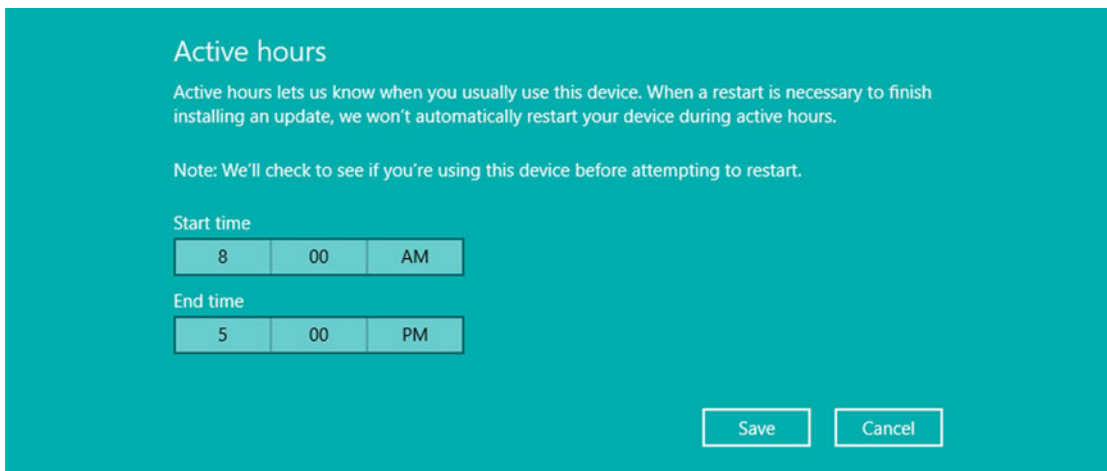 Active hours
Active hours lets us know when you usually use this device. When a restart is necessary to finish
installing an update, we won't automatically restart your device during active hours.
Note: We'll check to see if you're using this device before attempting to restart.
Start time
8 00 AM
End time
5 00 PM
Save Cancel